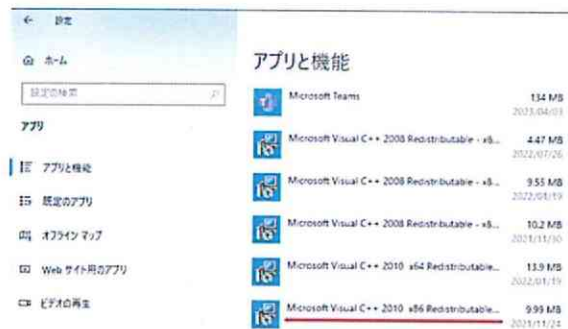 ← 設定
ホーム
設定の検索
アプリ
アプリと機能
既定のアプリ
オフライン マップ
Web サイト用のアプリ
ビデオの再生
アプリと機能
Microsoft Teams 134 MB
2023/04/03
Microsoft Visual C++ 2008 Redistributable - x8... 4.47 MB
2022/07/26
Microsoft Visual C++ 2008 Redistributable - x8... 9.55 MB
2022/01/19
Microsoft Visual C++ 2008 Redistributable - x8... 10.2 MB
2021/11/30
Microsoft Visual C++ 2010 x64 Redistributable... 13.9 MB
2022/01/19
Microsoft Visual C++ 2010 x86 Redistributable... 9.99 MB
2021/11/24